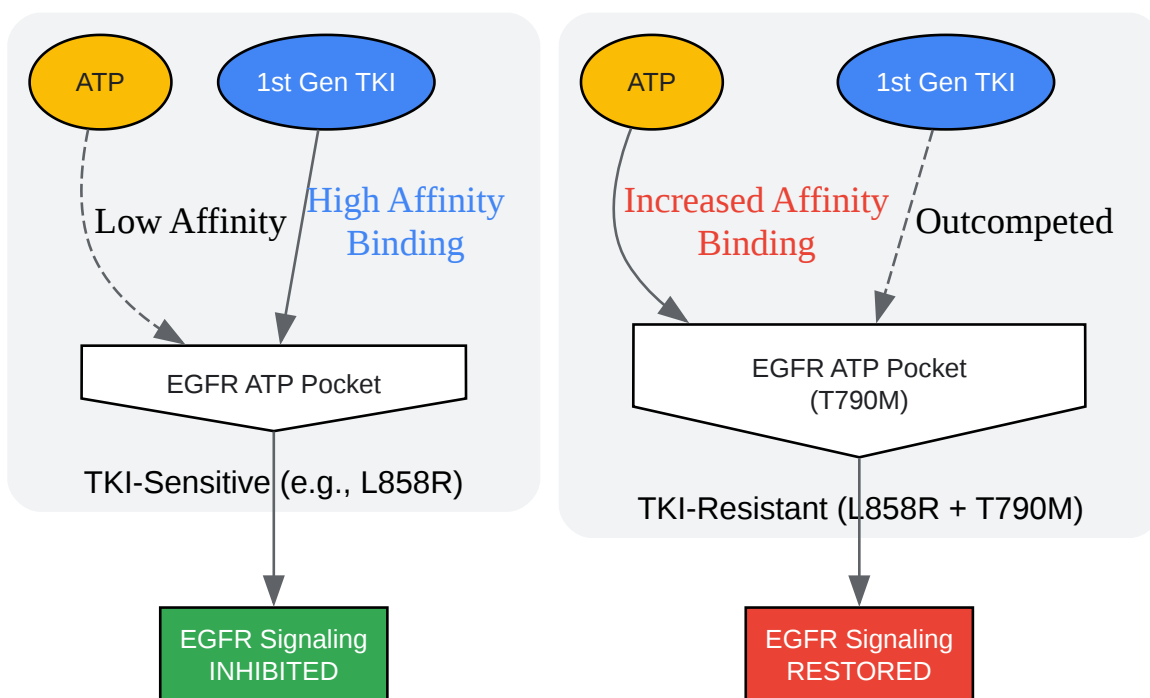 ATP
1st Gen TKI
Low Affinity
High Affinity
Binding
EGFR ATP Pocket
TKI-Sensitive (e.g., L858R)
EGFR Signaling
INHIBITED
ATP
1st Gen TKI
Increased Affinity
Binding
Outcompeted
EGFR ATP Pocket
(T790M)
TKI-Resistant (L858R + T790M)
EGFR Signaling
RESTORED